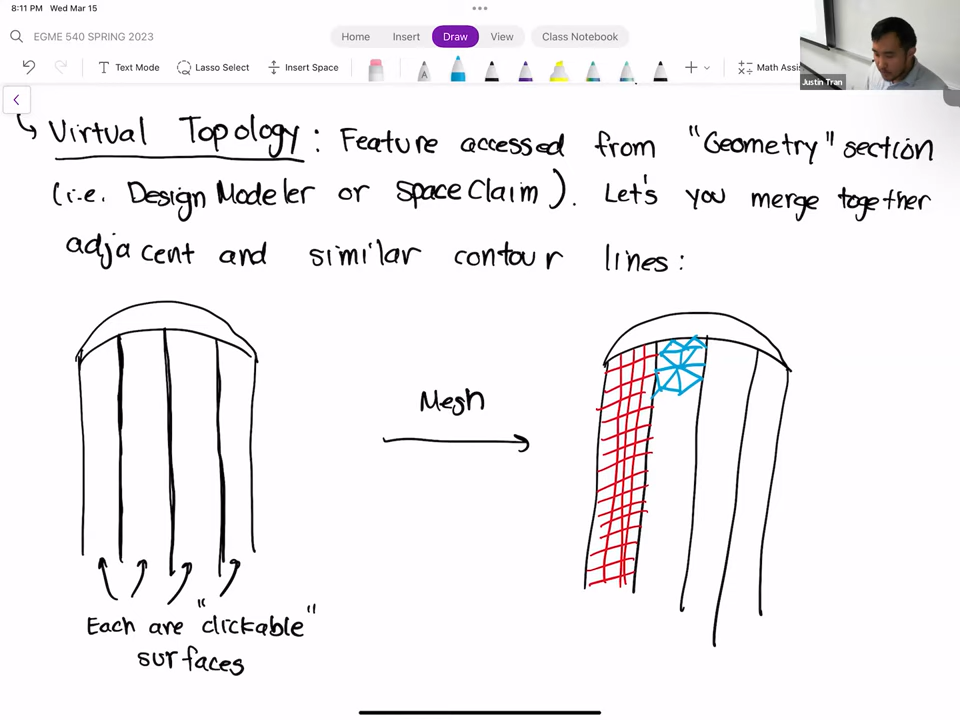 8:11 PM Wed Mar 15
EGME 540 SPRING 2023
Home Insert Draw View Class Notebook
Text Mode Lasso Select Insert Space Math Assis
Justin Tran
Virtual Topology: Feature accessed from "Geometry" section
(i.e. DesignModeler or SpaceClaim). Let's you merge together
adjacent and similar contour lines:
Mesh
Each are "clickable"
surfaces